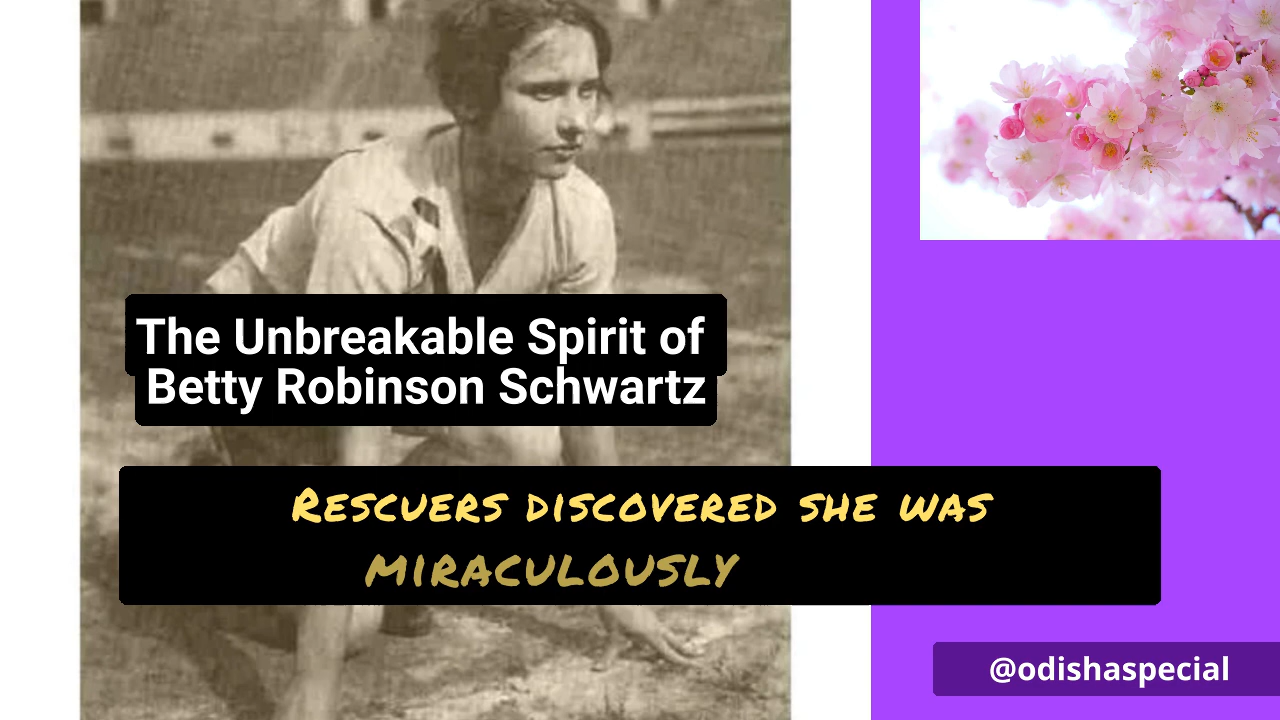 The Unbreakable Spirit of
Betty Robinson Schwartz
RESCUERS DISCOVERED SHE WAS
MIRACULOUSLY
@odishaspecial